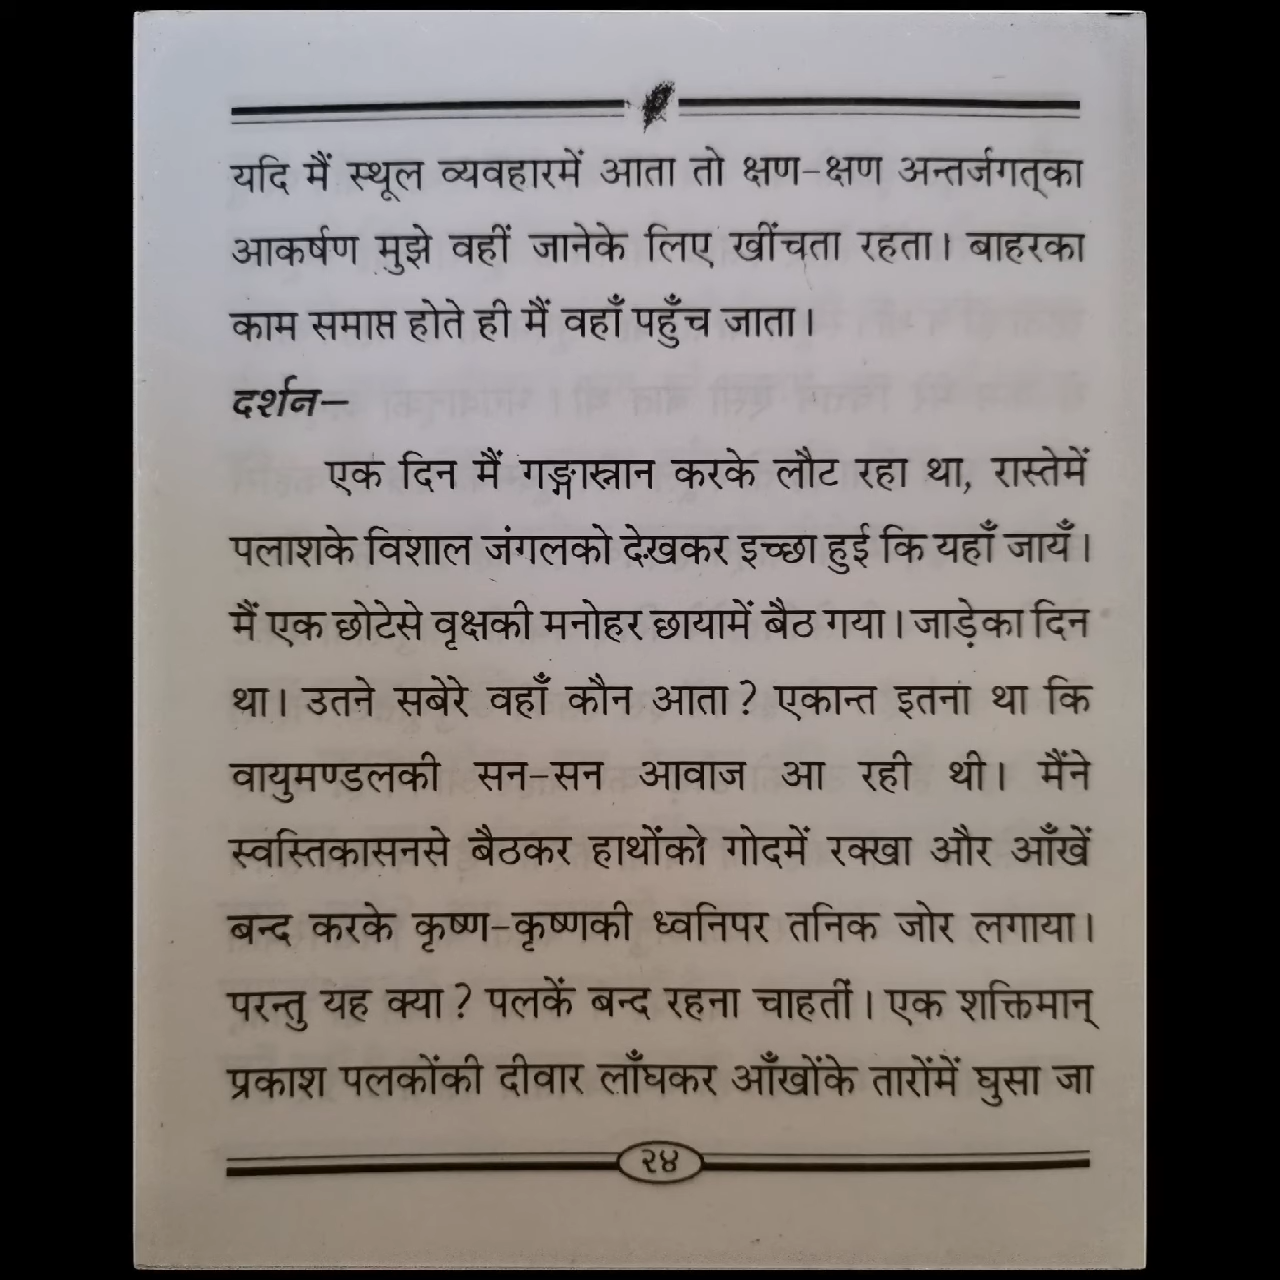 यदि मैं स्थूल व्यवहारमें आता तो क्षण-क्षण अन्तर्जगत्‌का
आकर्षण मुझे वहीं जानेके लिए खींचता रहता। बाहरका
काम समाप्त होते ही मैं वहाँ पहुँच जाता।
दर्शन—
एक दिन मैं गङ्गास्नान करके लौट रहा था, रास्तेमें
पलाशके विशाल जंगलको देखकर इच्छा हुई कि यहाँ जायँ।
मैं एक छोटेसे वृक्षकी मनोहर छायामें बैठ गया। जाड़ेका दिन
था। उतने सबेरे वहाँ कौन आता? एकान्त इतना था कि
वायुमण्डलकी सन-सन आवाज आ रही थी। मैंने
स्वस्तिकासनसे बैठकर हाथोंको गोदमें रक्खा और आँखें
बन्द करके कृष्ण-कृष्णकी ध्वनिपर तनिक जोर लगाया।
परन्तु यह क्या? पलकें बन्द रहना चाहतीं। एक शक्तिमान्
प्रकाश पलकोंकी दीवार लाँघकर आँखोंके तारोंमें घुसा जा
२४